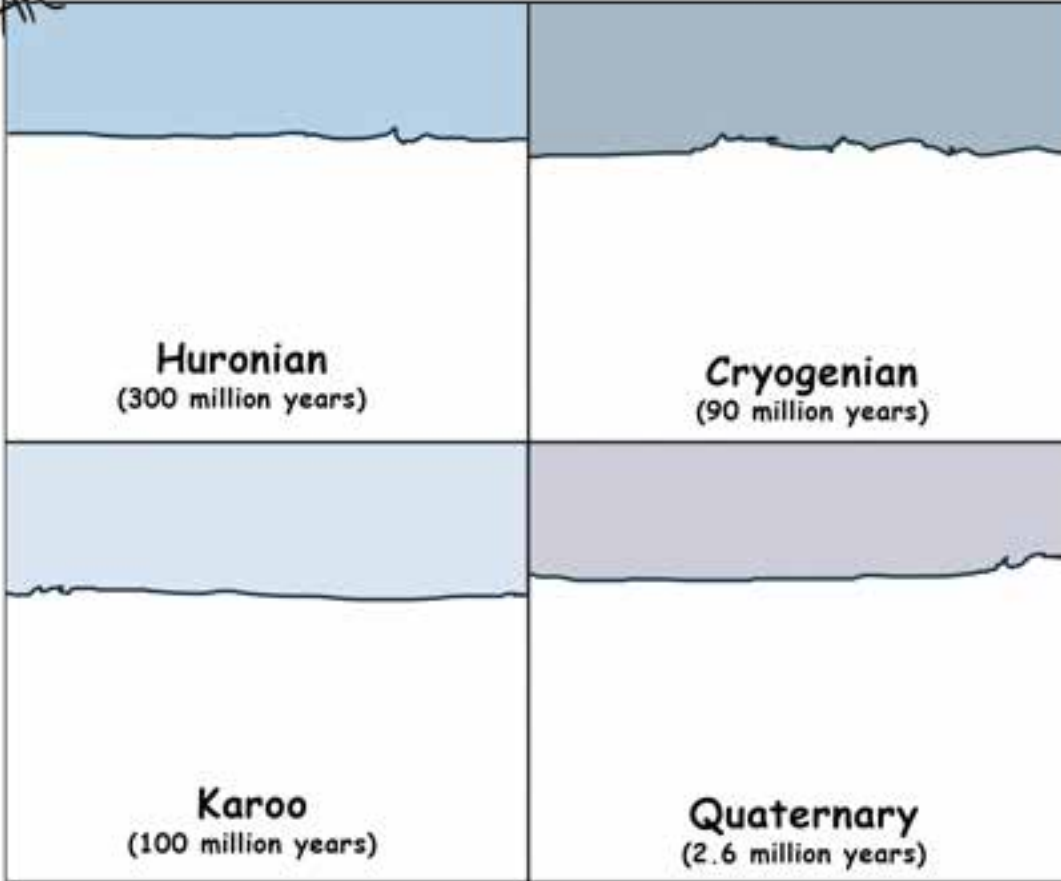 Huronian
(300 million years)
Cryogenian
(90 million years)
Karoo
(100 million years)
Quaternary
(2.6 million years)